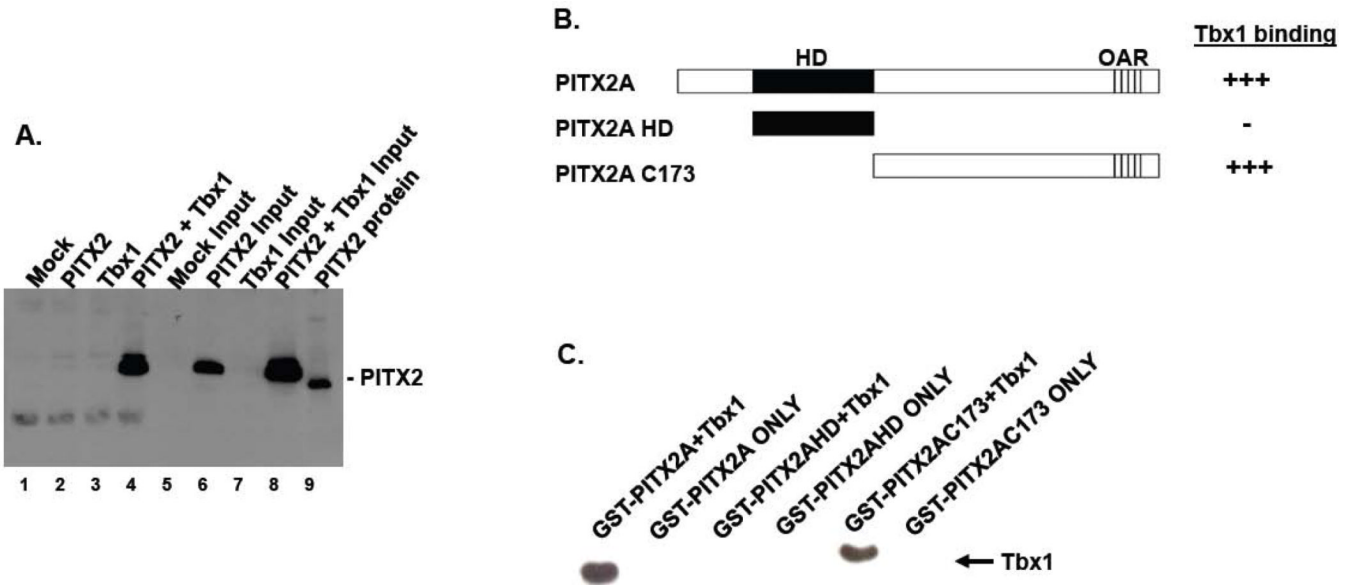 A.
Mock
PITX2
Tbx1
PITX2 + Tbx1
Mock Input
PITX2 Input
Tbx1 Input
PITX2 + Tbx1 Input
PITX2 protein
- PITX2
1 2 3 4 5 6 7 8 9
B.
Tbx1 binding
HD OAR
PITX2A +++
PITX2A HD -
PITX2A C173 +++
C.
GST-PITX2A+Tbx1
GST-PITX2A ONLY
GST-PITX2AHD+Tbx1
GST-PITX2AHD ONLY
GST-PITX2AC173+Tbx1
GST-PITX2AC173 ONLY
Tbx1